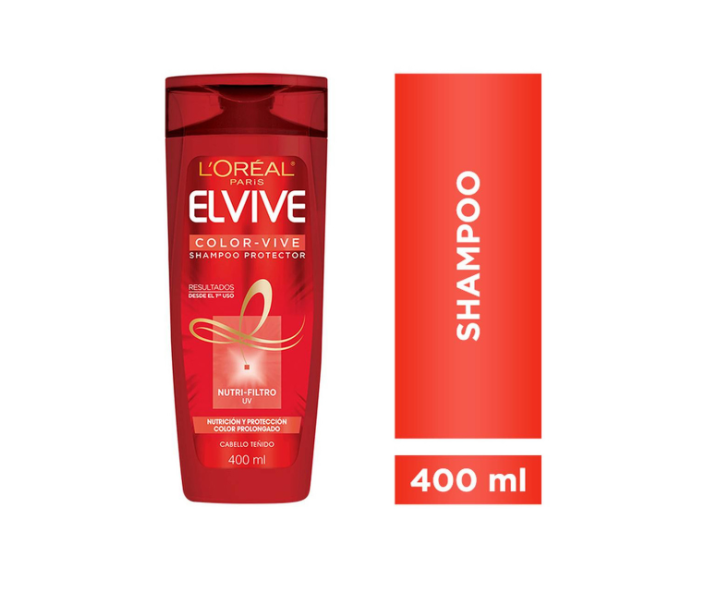 L'ORÉAL
PARIS
ELVIVE
COLOR-VIVE
SHAMPOO PROTECTOR
RESULTADOS
DESDE EL 1ER USO
NUTRI-FILTRO
UV
NUTRICIÓN Y PROTECCIÓN
COLOR PROLONGADO
CABELLO TEÑIDO
400 ml
SHAMPOO
400 ml